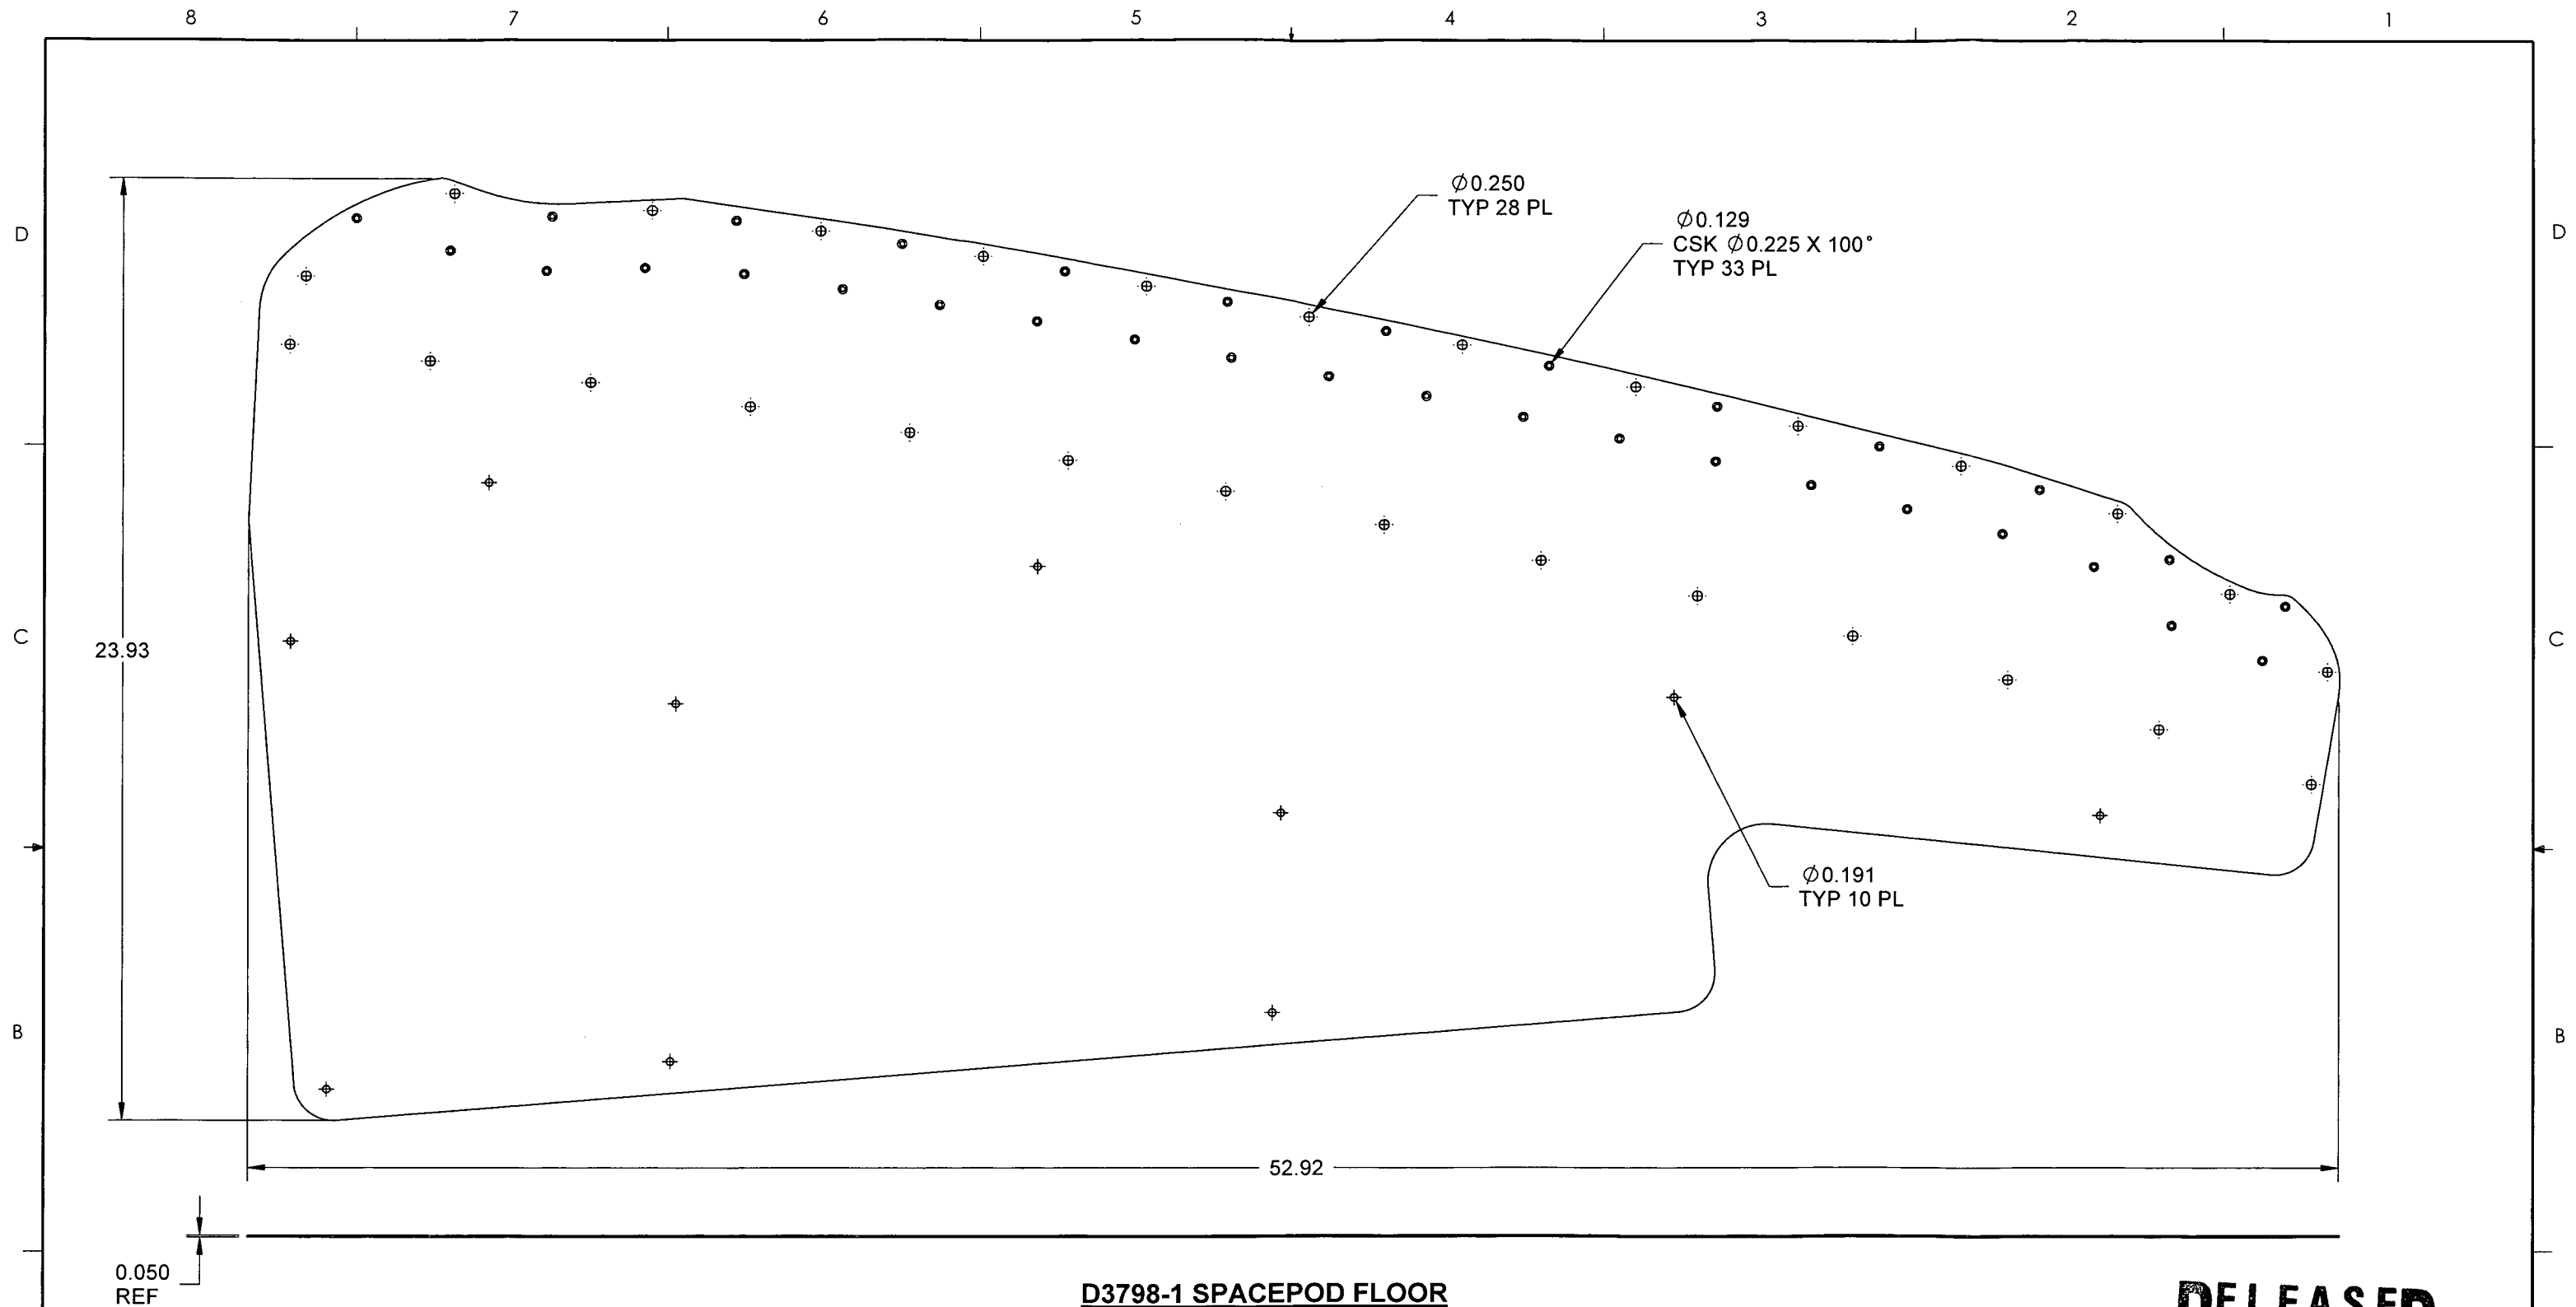 8 7 6 5 4 3 2 1
Ø0.250
TYP 28 PL
Ø0.129
CSK Ø0.225 X 100°
TYP 33 PL
D D
C C
23.93
Ø0.191
TYP 10 PL
B B
52.92
0.050
REF
D3798-1 SPACEPOD FLOOR
RELEASED